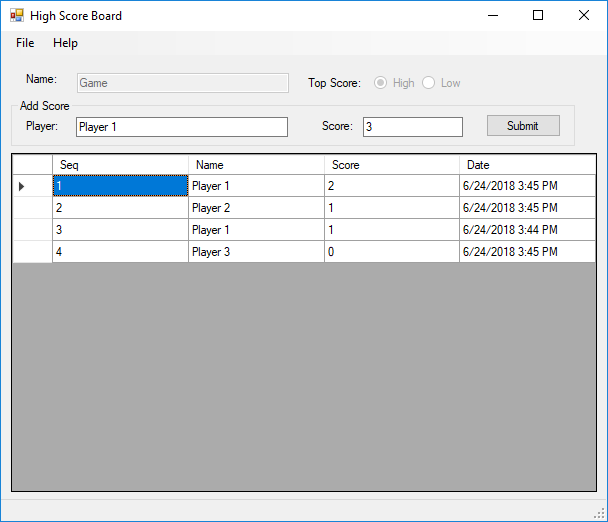 High Score Board
File Help
Name: Game Top Score: High Low
Add Score
Player: Player 1 Score: 3 Submit
Seq Name Score Date
1 Player 1 2 6/24/2018 3:45 PM
2 Player 2 1 6/24/2018 3:45 PM
3 Player 1 1 6/24/2018 3:44 PM
4 Player 3 0 6/24/2018 3:45 PM